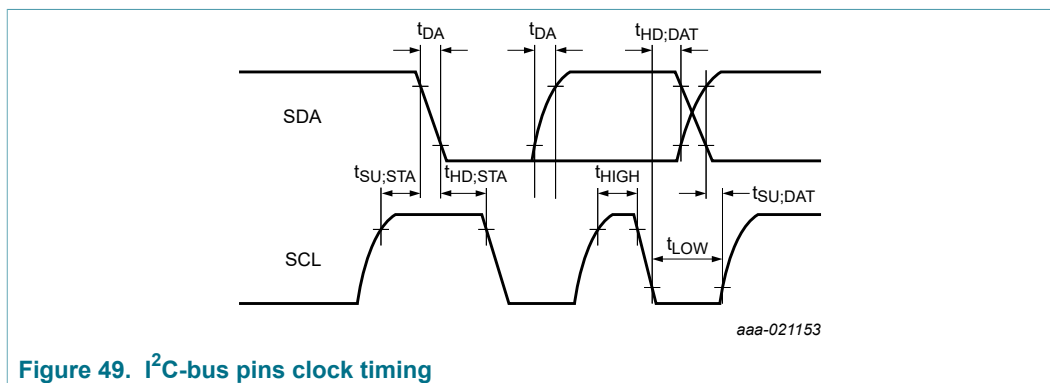 tDA
tDA
tHD;DAT
SDA
tSU;STA
tHD;STA
tHIGH
tSU;DAT
tLOW
SCL
aaa-021153
Figure 49. I²C-bus pins clock timing